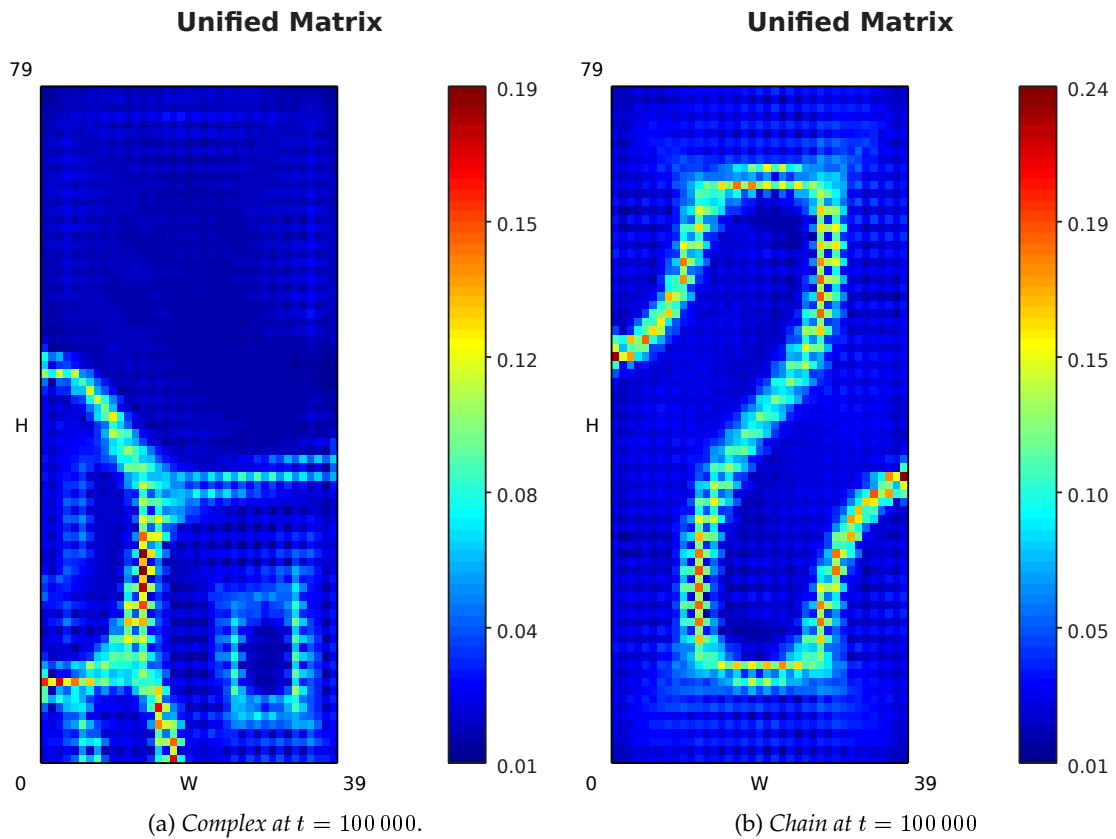 Unified Matrix
79
H
0
W
39
0.19
0.15
0.12
0.08
0.04
0.01
(a) Complex at t = 100 000.
Unified Matrix
79
H
0
W
39
0.24
0.19
0.15
0.10
0.05
0.01
(b) Chain at t = 100 000